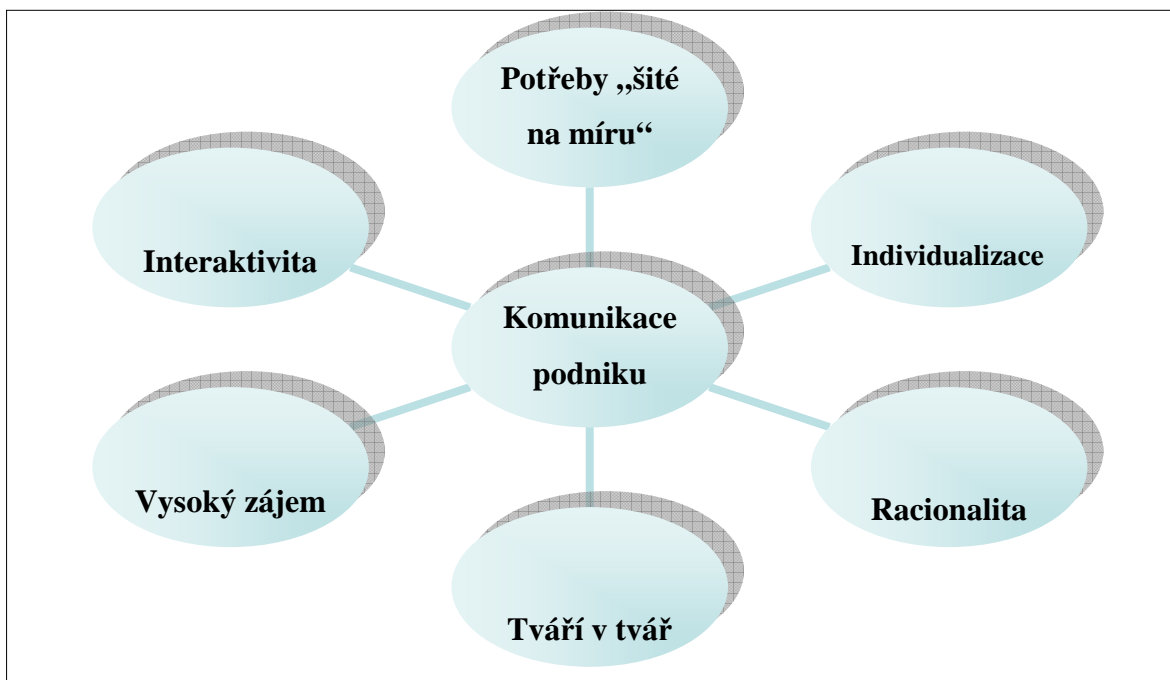 Potřeby „šité
na míru“
Interaktivita
Individualizace
Komunikace
podniku
Vysoký zájem
Racionalita
Tváří v tvář